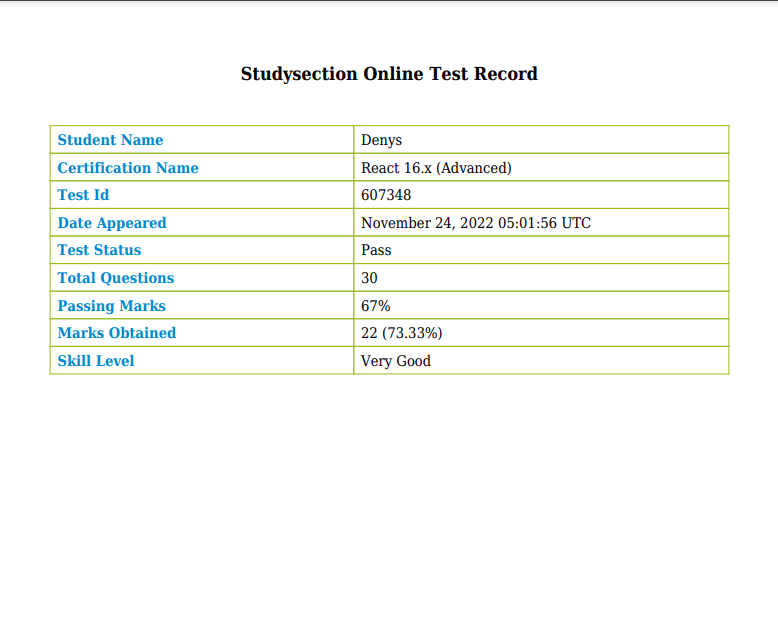 Studysection Online Test Record
Student Name Denys
Certification Name React 16.x (Advanced)
Test Id 607348
Date Appeared November 24, 2022 05:01:56 UTC
Test Status Pass
Total Questions 30
Passing Marks 67%
Marks Obtained 22 (73.33%)
Skill Level Very Good